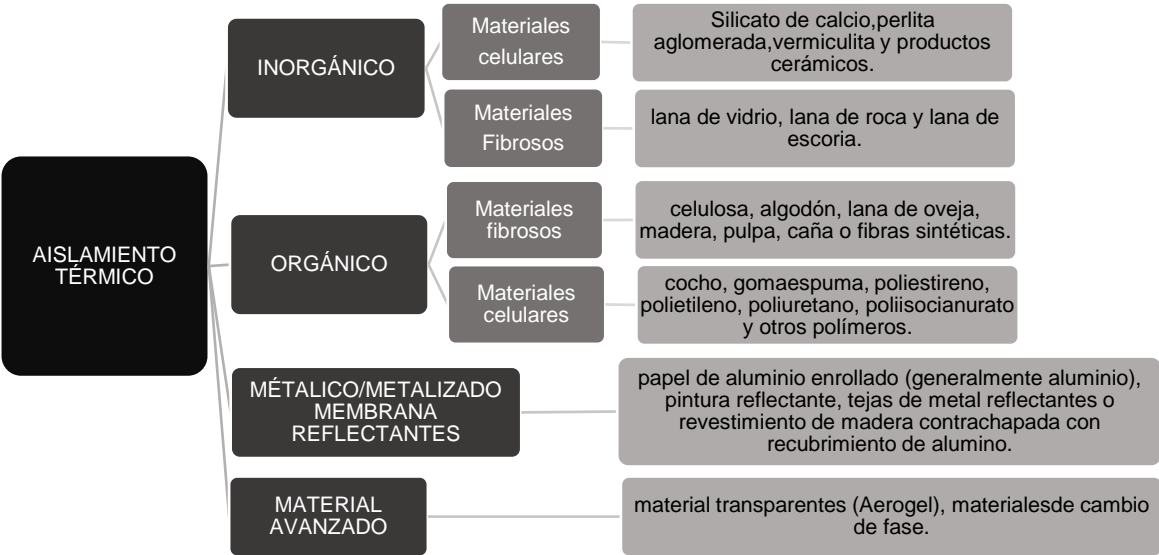 AISLAMIENTO
TÉRMICO
INORGÁNICO
Materiales
celulares
Silicato de calcio,perlita
aglomerada,vermiculita y productos
cerámicos.
Materiales
Fibrosos
lana de vidrio, lana de roca y lana de
escoria.
ORGÁNICO
Materiales
fibrosos
celulosa, algodón, lana de oveja,
madera, pulpa, caña o fibras sintéticas.
Materiales
celulares
cocho, gomaespuma, poliestireno,
polietileno, poliuretano, poliisocianurato
y otros polímeros.
MÉTALICO/METALIZADO
MEMBRANA
REFLECTANTES
papel de aluminio enrollado (generalmente aluminio),
pintura reflectante, tejas de metal reflectantes o
revestimiento de madera contrachapada con
recubrimiento de alumino.
MATERIAL
AVANZADO
material transparentes (Aerogel), materialesde cambio
de fase.